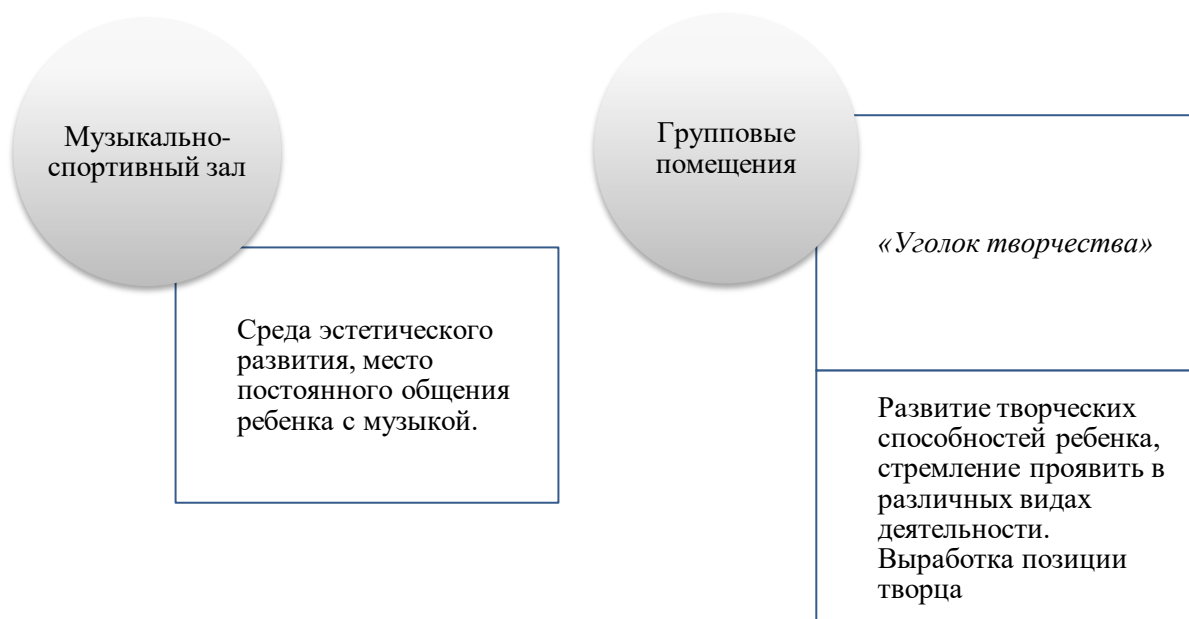 Музыкально-
спортивный зал
Среда эстетического
развития, место
постоянного общения
ребенка с музыкой.
Групповые
помещения
«Уголок творчества»
Развитие творческих
способностей ребенка,
стремление проявить в
различных видах
деятельности.
Выработка позиции
творца